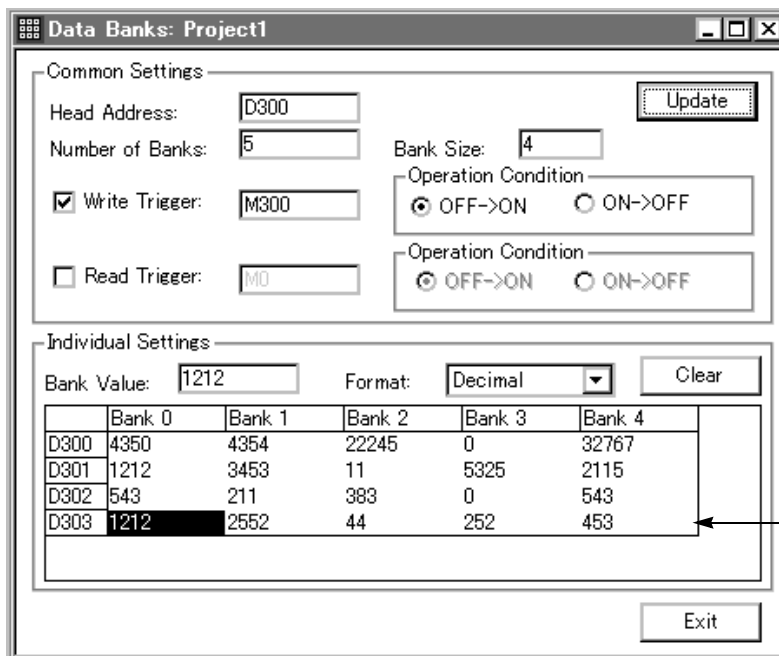 Data Banks: Project1
Common Settings
Head Address: D300
Update
Number of Banks: 5 Bank Size: 4
Operation Condition
Write Trigger: M300 OFF->ON ON->OFF
Operation Condition
Read Trigger: M0 OFF->ON ON->OFF
Individual Settings
Bank Value: 1212 Format: Decimal Clear
Bank 0 Bank 1 Bank 2 Bank 3 Bank 4
D300 4350 4354 22245 0 32767
D301 1212 3453 11 5325 2115
D302 543 211 383 0 543
D303 1212 2552 44 252 453
Exit